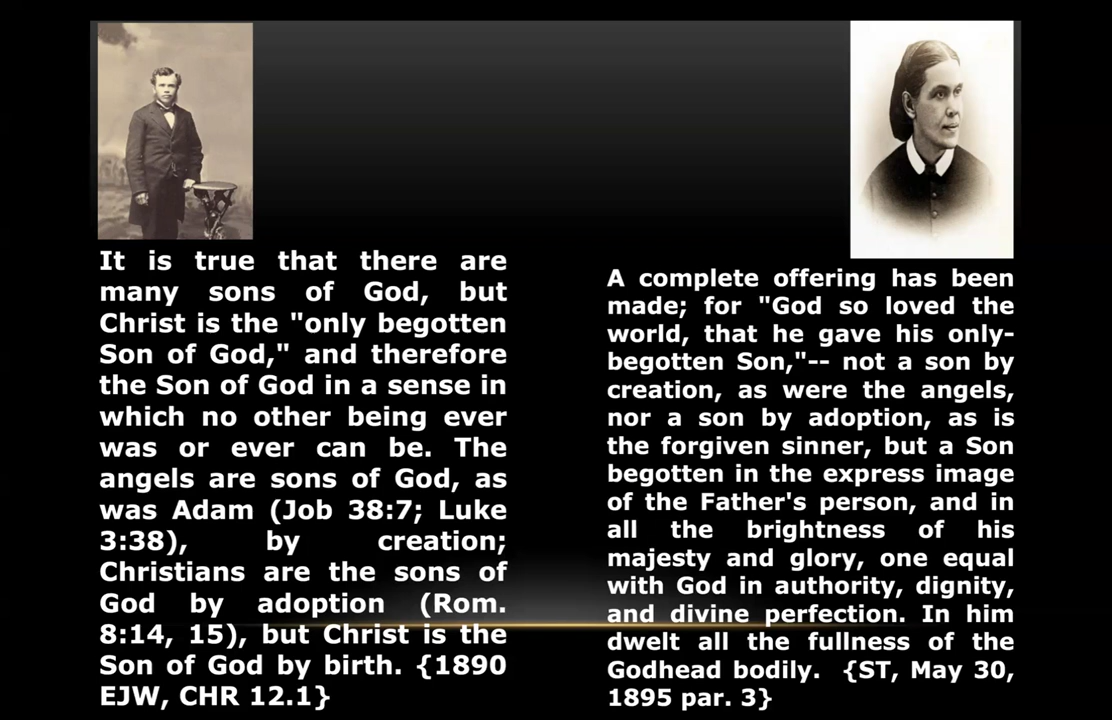 It is true that there are
many sons of God, but
Christ is the "only begotten
Son of God," and therefore
the Son of God in a sense in
which no other being ever
was or ever can be. The
angels are sons of God, as
was Adam (Job 38:7; Luke
3:38), by creation;
Christians are the sons of
God by adoption (Rom.
8:14, 15), but Christ is the
Son of God by birth. {1890
EJW, CHR 12.1}
A complete offering has been
made; for "God so loved the
world, that he gave his only-
begotten Son,"-- not a son by
creation, as were the angels,
nor a son by adoption, as is
the forgiven sinner, but a Son
begotten in the express image
of the Father's person, and in
all the brightness of his
majesty and glory, one equal
with God in authority, dignity,
and divine perfection. In him
dwelt all the fullness of the
Godhead bodily. {ST, May 30,
1895 par. 3}